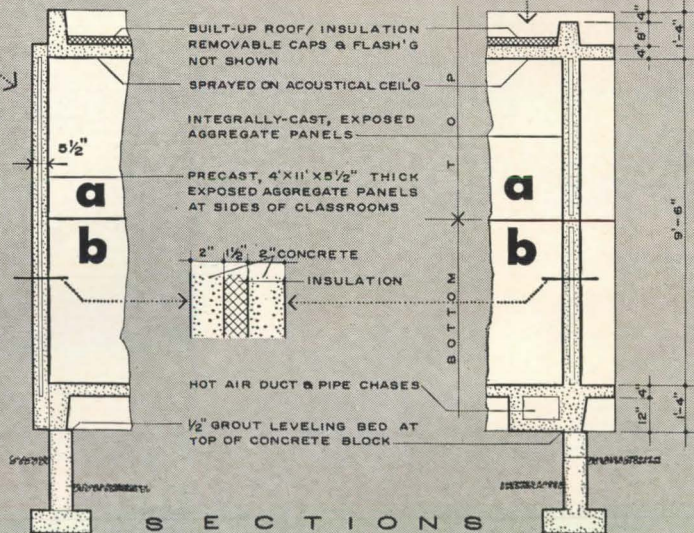 BUILT-UP ROOF/ INSULATION
REMOVABLE CAPS & FLASH'G
NOT SHOWN
SPRAYED ON ACOUSTICAL CEIL'G
INTEGRALLY-CAST, EXPOSED
AGGREGATE PANELS
5½"
PRECAST, 4'X11'X5½" THICK
EXPOSED AGGREGATE PANELS
AT SIDES OF CLASSROOMS
a
b
2" 1½" 2" CONCRETE
INSULATION
HOT AIR DUCT & PIPE CHASES
½" GROUT LEVELING BED AT
TOP OF CONCRETE BLOCK
TOP
BOTTOM
a
b
4"
8"
4"
1'-4"
9'-6"
4"
12"
1'-4"
SECTIONS